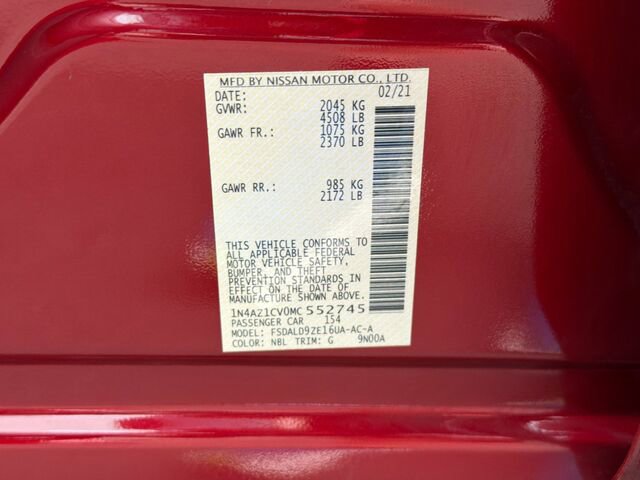 MFD BY NISSAN MOTOR CO., LTD.
DATE: 02/21
GVWR: 2045 KG
4508 LB
GAWR FR.: 1075 KG
2370 LB
GAWR RR.: 985 KG
2172 LB
THIS VEHICLE CONFORMS TO
ALL APPLICABLE FEDERAL
MOTOR VEHICLE SAFETY,
BUMPER, AND THEFT
PREVENTION STANDARDS IN
EFFECT ON THE DATE OF
MANUFACTURE SHOWN ABOVE.
1N4AZ1CV0MC552745
PASSENGER CAR 154
MODEL: FSDALD9ZE16UA-AC-A
COLOR: NBL TRIM: G 9N00A